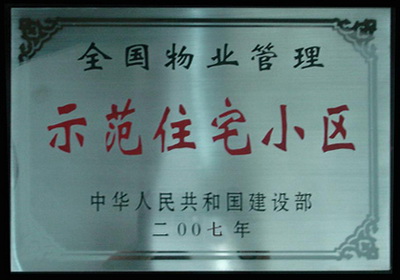 全国物业管理
示范住宅小区
中华人民共和国建设部
二00七年